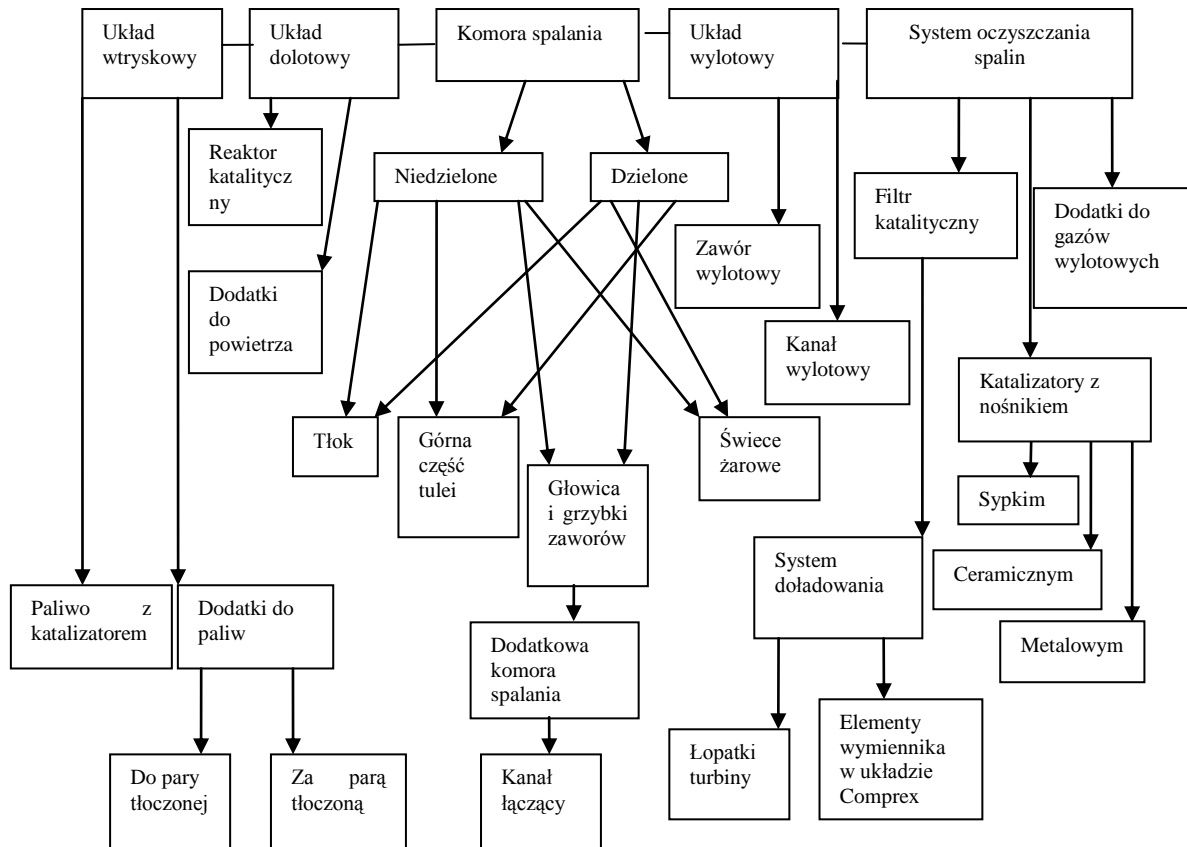 Układ
wtryskowy
Układ
dolotowy
Komora spalania
Układ
wylotowy
System oczyszczania
spalin
Reaktor
katalitycz
ny
Niedzielone
Dzielone
Filtr
katalityczny
Dodatki do
gazów
wylotowych
Zawór
wylotowy
Dodatki
do
powietrza
Kanał
wylotowy
Katalizatory z
nośnikiem
Tłok
Górna
część
tulei
Głowica
i grzybki
zaworów
Świece
żarowe
Sypkim
System
doładowania
Ceramicznym
Paliwo z
katalizatorem
Dodatki do
paliw
Dodatkowa
komora
spalania
Metalowym
Do pary
tłoczonej
Za parą
tłoczoną
Kanał
łączący
Łopatki
turbiny
Elementy
wymiennika
w układzie
Comprex